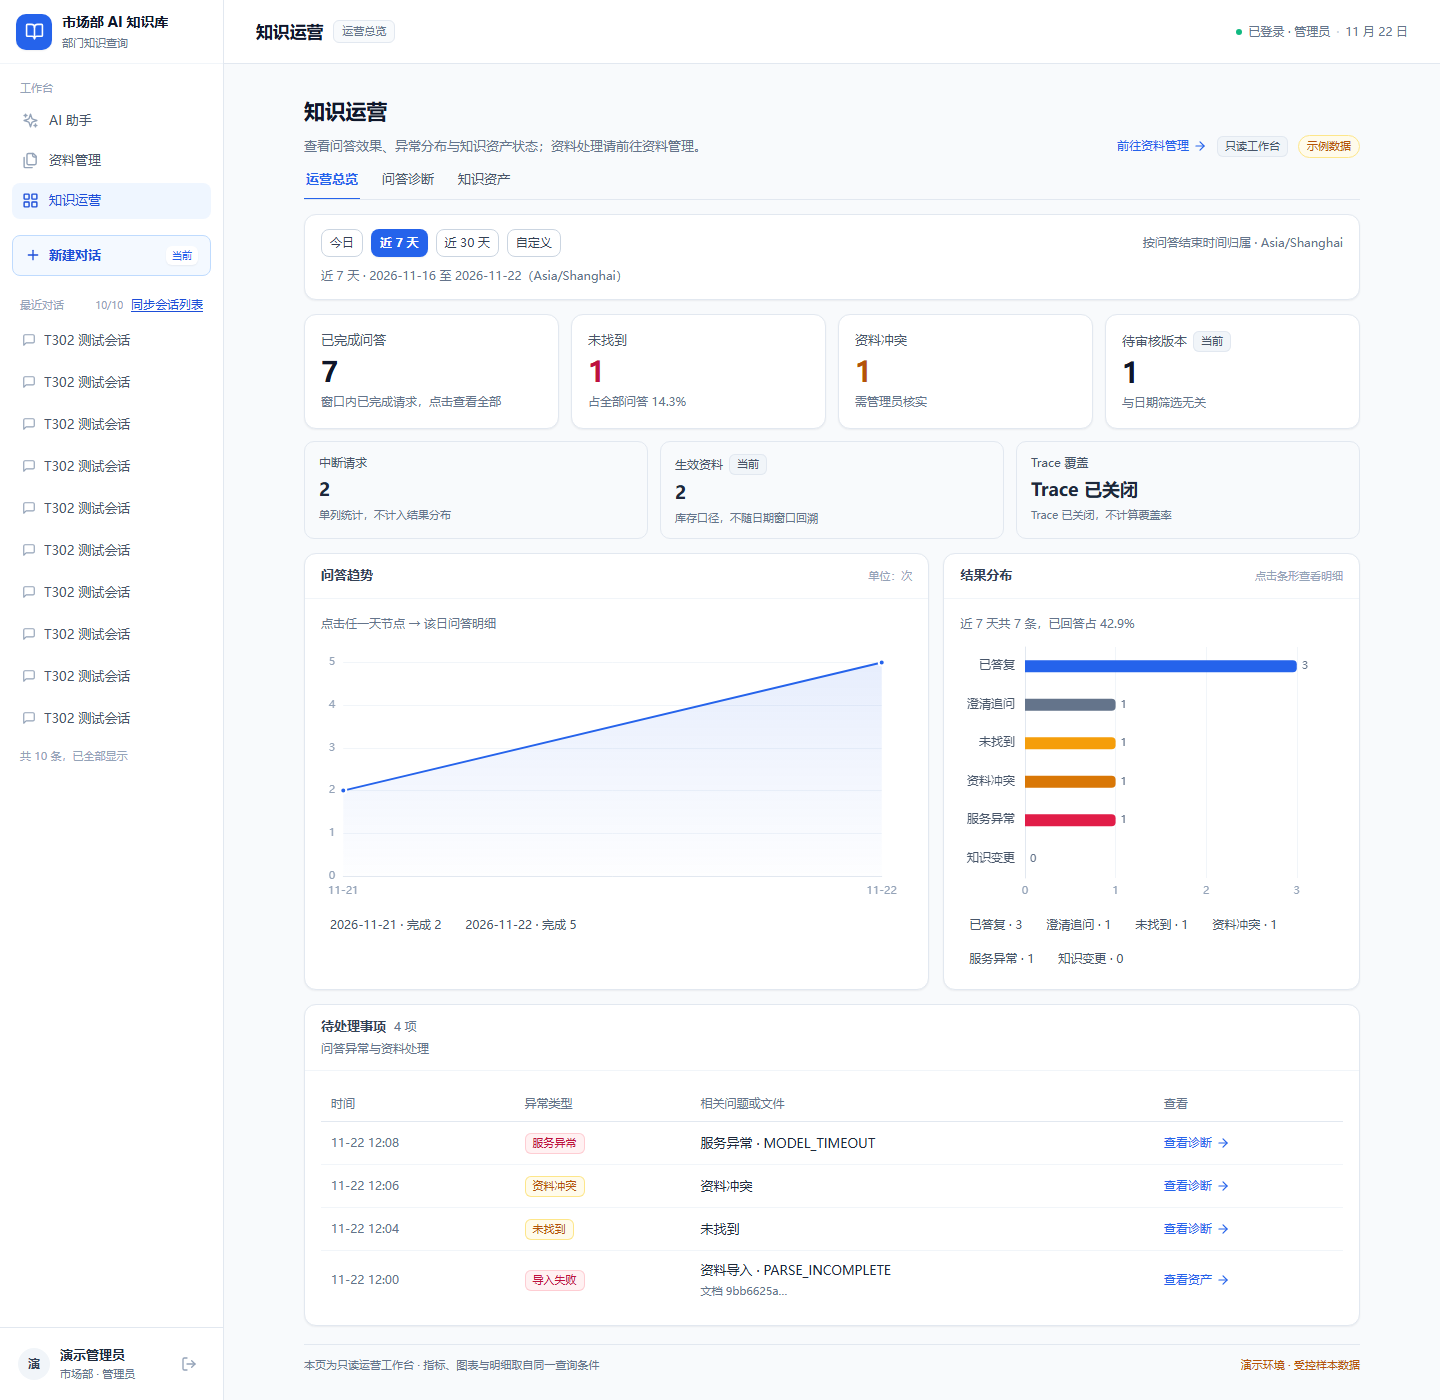 市场部 AI 知识库
部门知识查询
工作台
AI 助手
资料管理
知识运营
新建对话 当前
最近对话 10/10 同步会话列表
T302 测试会话
T302 测试会话
T302 测试会话
T302 测试会话
T302 测试会话
T302 测试会话
T302 测试会话
T302 测试会话
T302 测试会话
T302 测试会话
共 10 条，已全部显示
演 演示管理员
市场部 · 管理员
知识运营 运营总览
已登录 · 管理员 · 11 月 22 日
知识运营
查看问答效果、异常分布与知识资产状态；资料处理请前往资料管理。
前往资料管理 → 只读工作台 示例数据
运营总览 问答诊断 知识资产
今日 近 7 天 近 30 天 自定义
按问答结束时间归属 · Asia/Shanghai
近 7 天 · 2026-11-16 至 2026-11-22（Asia/Shanghai）
已完成问答
7
窗口内已完成请求，点击查看全部
未找到
1
占全部问答 14.3%
资料冲突
1
需管理员核实
待审核版本 当前
1
与日期筛选无关
中断请求
2
单列统计，不计入结果分布
生效资料 当前
2
库存口径，不随日期窗口回溯
Trace 覆盖
Trace 已关闭
Trace 已关闭，不计算覆盖率
问答趋势 单位：次
点击任一天节点 → 该日问答明细
5
4
3
2
1
0
11-21 11-22
2026-11-21 · 完成 2 2026-11-22 · 完成 5
结果分布 点击条形查看明细
近 7 天共 7 条，已回答占 42.9%
已答复 3
澄清追问 1
未找到 1
资料冲突 1
服务异常 1
知识变更 0
0 1 2 3
已答复 · 3 澄清追问 · 1 未找到 · 1 资料冲突 · 1
服务异常 · 1 知识变更 · 0
待处理事项 4 项
问答异常与资料处理
时间 异常类型 相关问题或文件 查看
11-22 12:08 服务异常 服务异常 · MODEL_TIMEOUT 查看诊断 →
11-22 12:06 资料冲突 资料冲突 查看诊断 →
11-22 12:04 未找到 未找到 查看诊断 →
11-22 12:00 导入失败 资料导入 · PARSE_INCOMPLETE 查看资产 →
文档 9bb6625a...
本页为只读运营工作台 · 指标、图表与明细取自同一查询条件
演示环境 · 受控样本数据